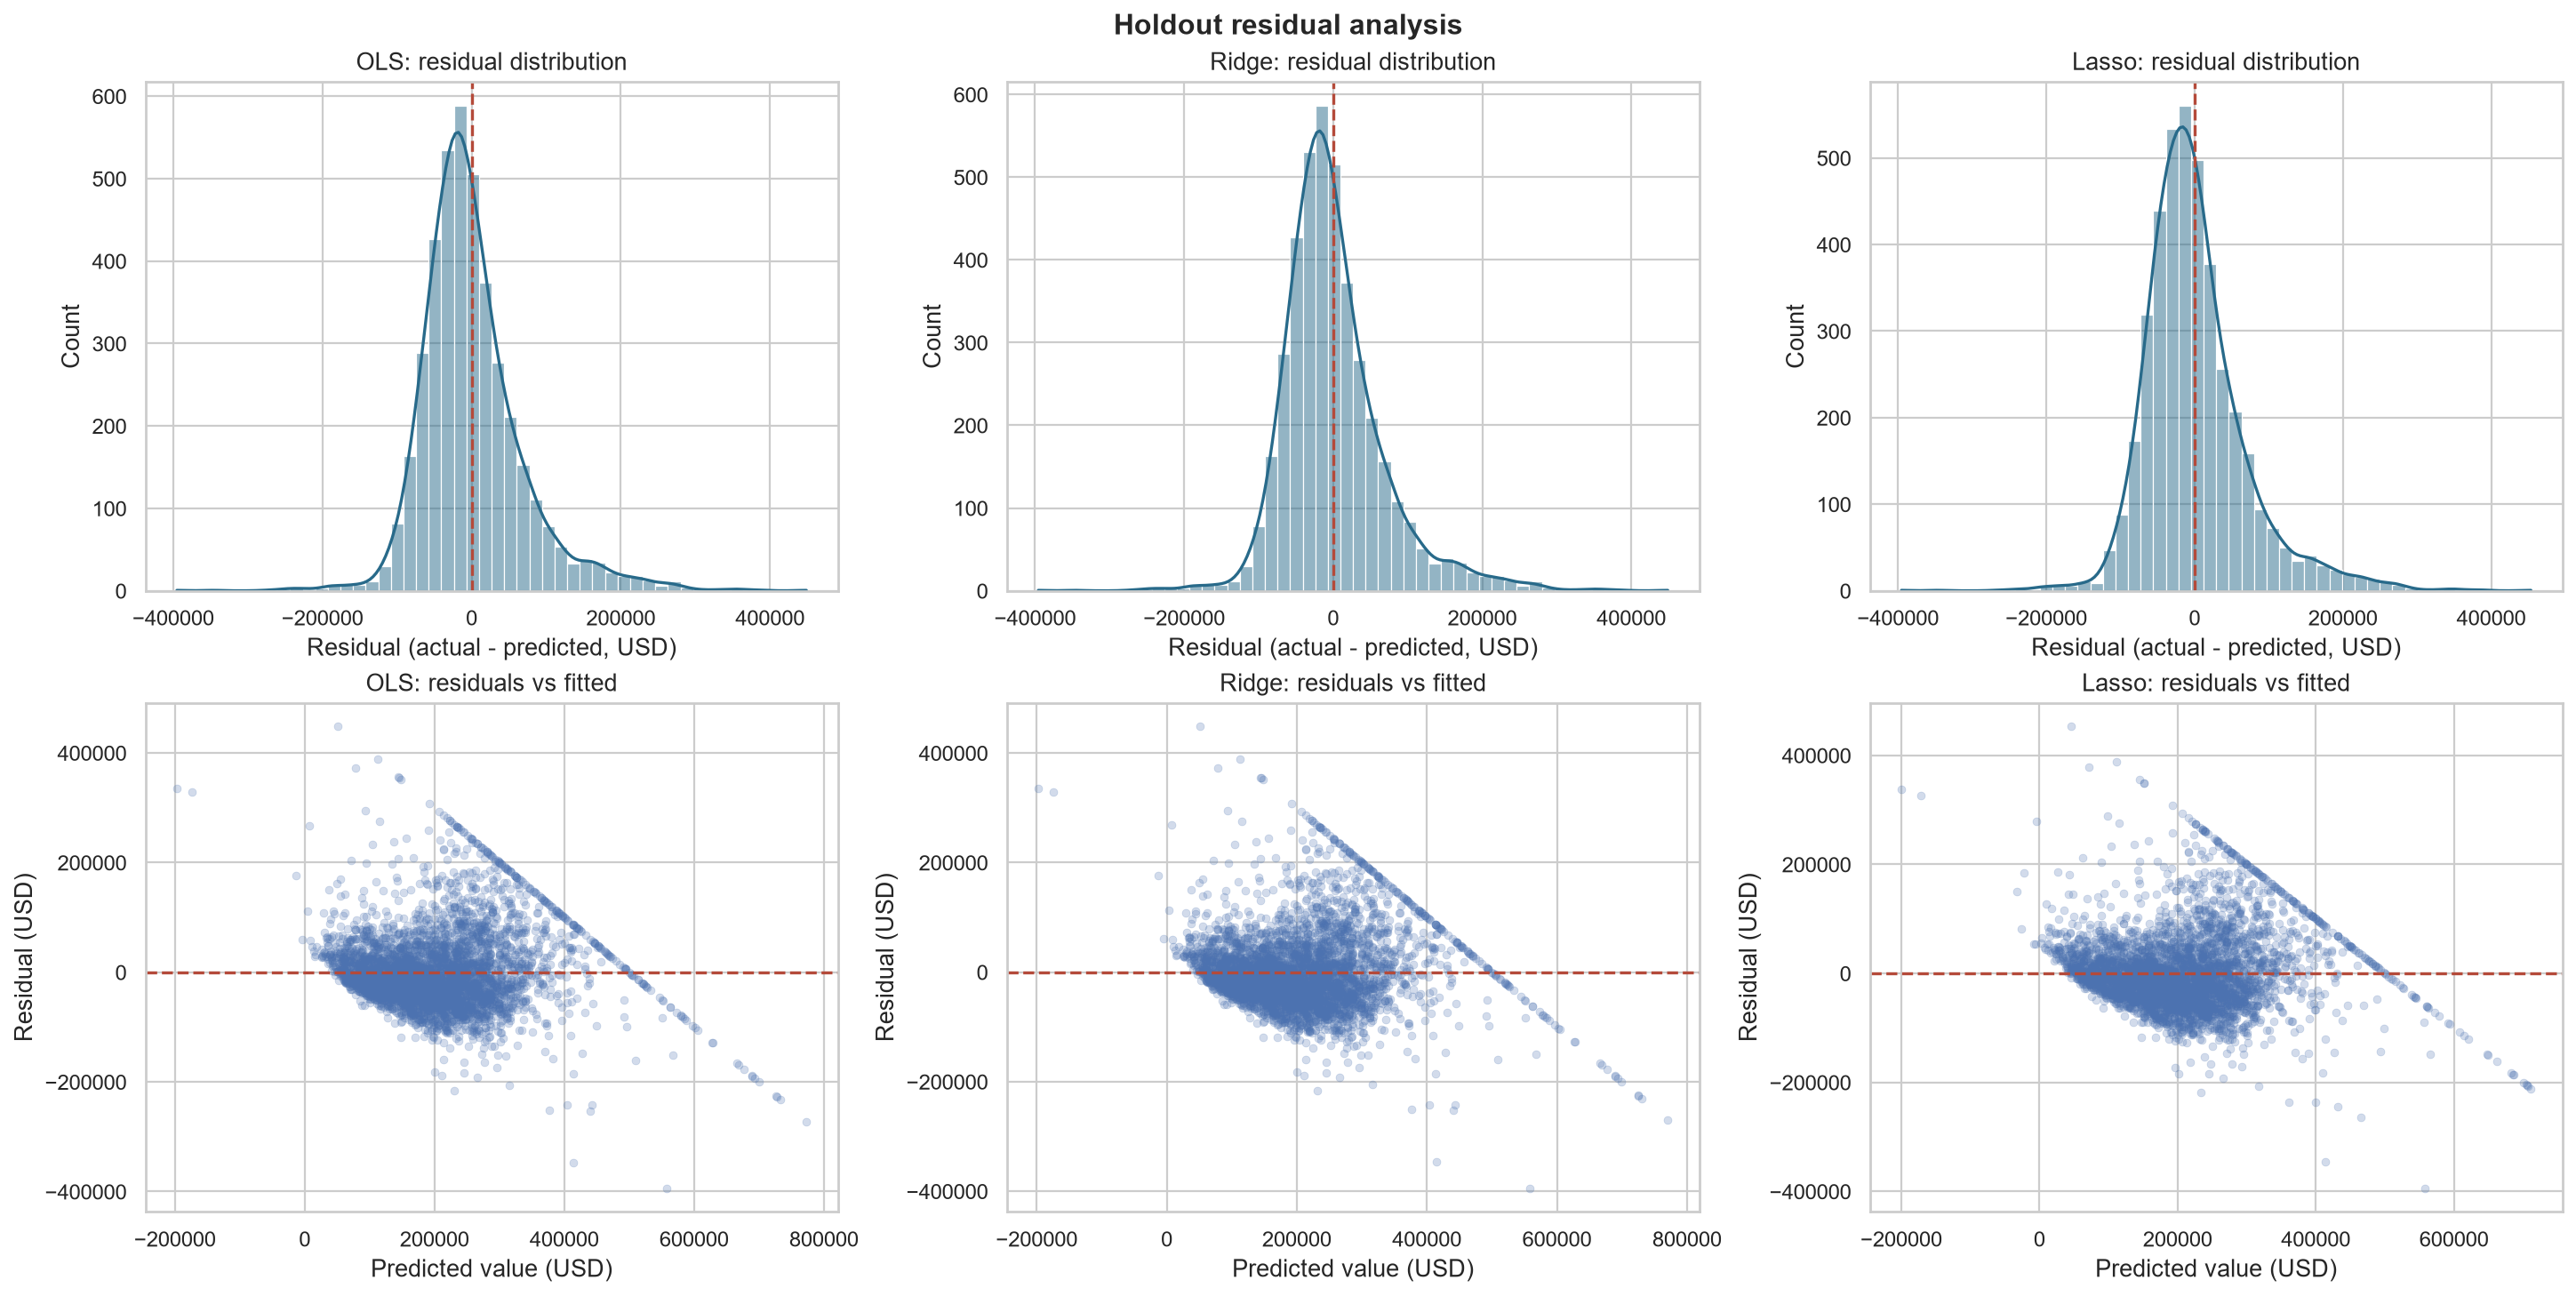 Holdout residual analysis
OLS: residual distribution
Count
600
500
400
300
200
100
0
−400000 −200000 0 200000 400000
Residual (actual - predicted, USD)
Ridge: residual distribution
Count
600
500
400
300
200
100
0
−400000 −200000 0 200000 400000
Residual (actual - predicted, USD)
Lasso: residual distribution
Count
500
400
300
200
100
0
−400000 −200000 0 200000 400000
Residual (actual - predicted, USD)
OLS: residuals vs fitted
Residual (USD)
400000
200000
0
−200000
−400000
−200000 0 200000 400000 600000 800000
Predicted value (USD)
Ridge: residuals vs fitted
Residual (USD)
400000
200000
0
−200000
−400000
−200000 0 200000 400000 600000 800000
Predicted value (USD)
Lasso: residuals vs fitted
Residual (USD)
400000
200000
0
−200000
−400000
−200000 0 200000 400000 600000
Predicted value (USD)